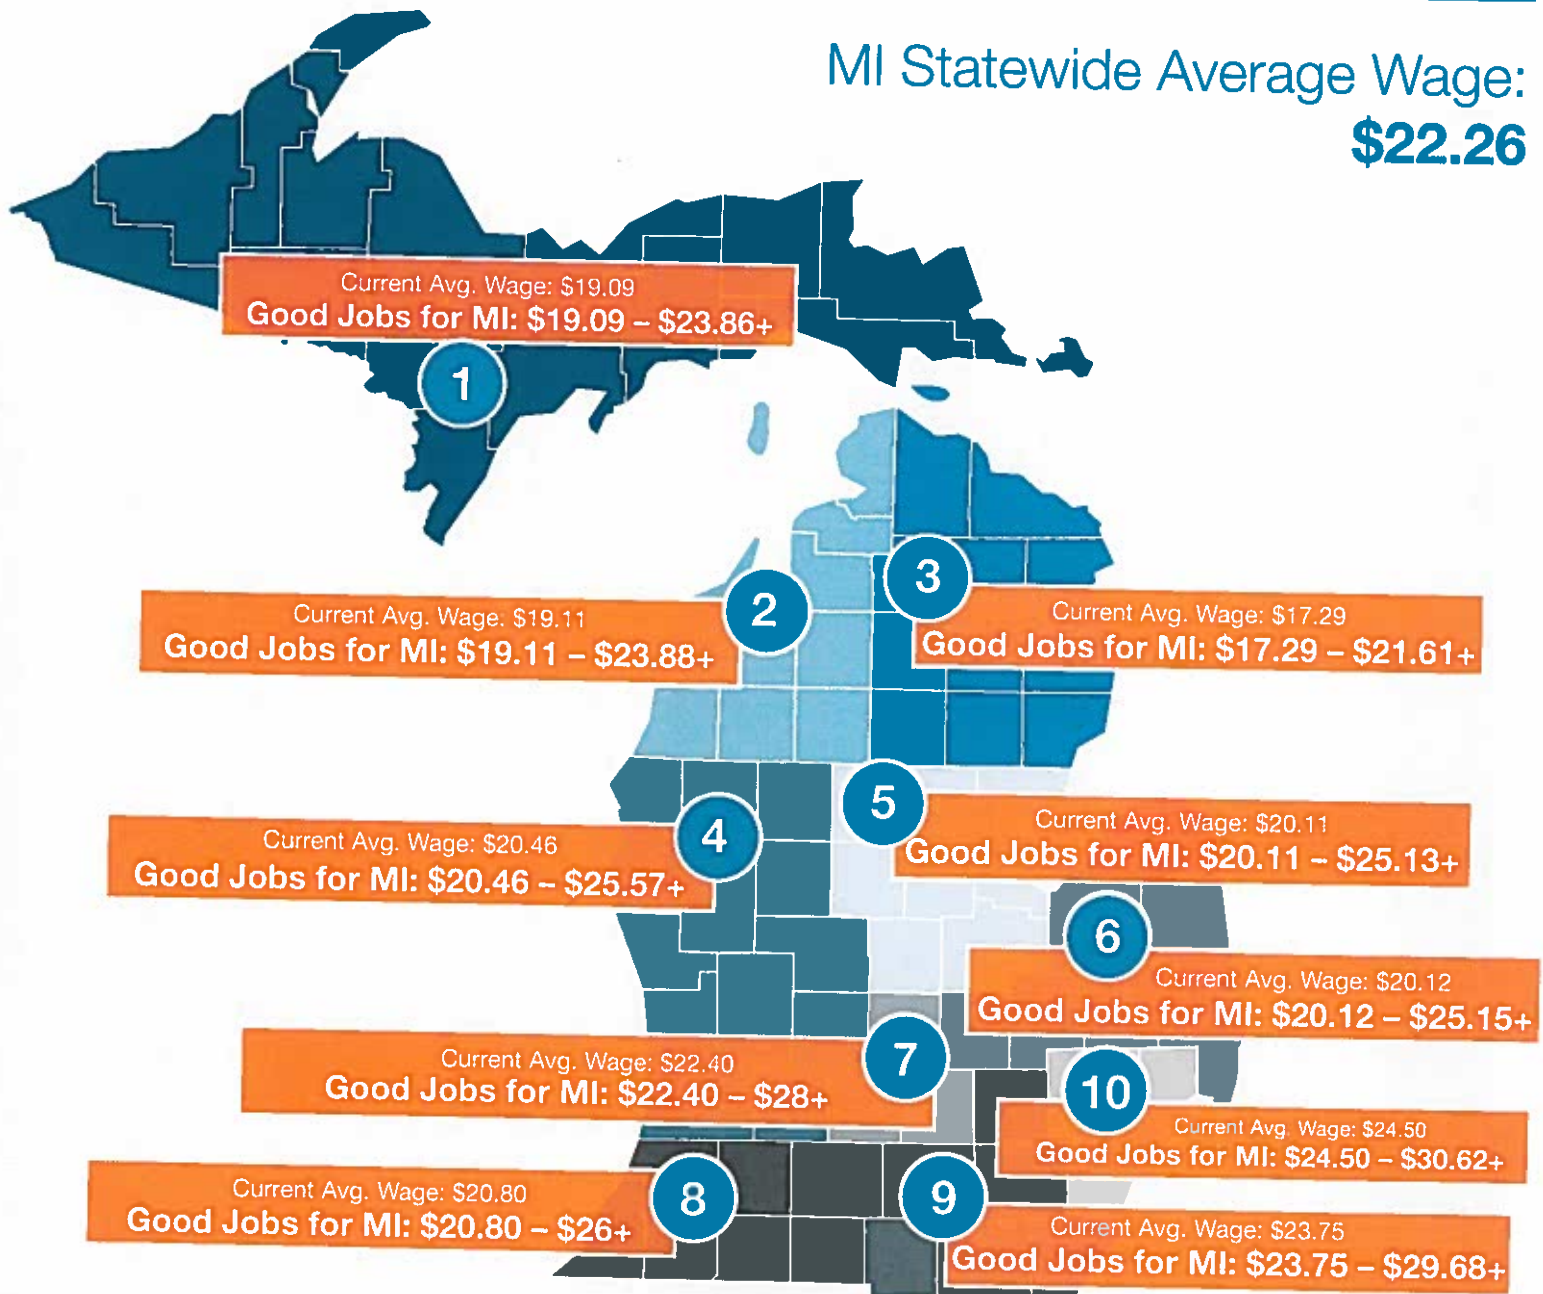 MI Statewide Average Wage:
$22.26
Current Avg. Wage: $19.09
Good Jobs for MI: $19.09 – $23.86+
1
2
Current Avg. Wage: $19.11
Good Jobs for MI: $19.11 – $23.88+
3
Current Avg. Wage: $17.29
Good Jobs for MI: $17.29 – $21.61+
4
Current Avg. Wage: $20.46
Good Jobs for MI: $20.46 – $25.57+
5
Current Avg. Wage: $20.11
Good Jobs for MI: $20.11 – $25.13+
6
Current Avg. Wage: $20.12
Good Jobs for MI: $20.12 – $25.15+
7
Current Avg. Wage: $22.40
Good Jobs for MI: $22.40 – $28+
10
Current Avg. Wage: $24.50
Good Jobs for MI: $24.50 – $30.62+
8
Current Avg. Wage: $20.80
Good Jobs for MI: $20.80 – $26+
9
Current Avg. Wage: $23.75
Good Jobs for MI: $23.75 – $29.68+